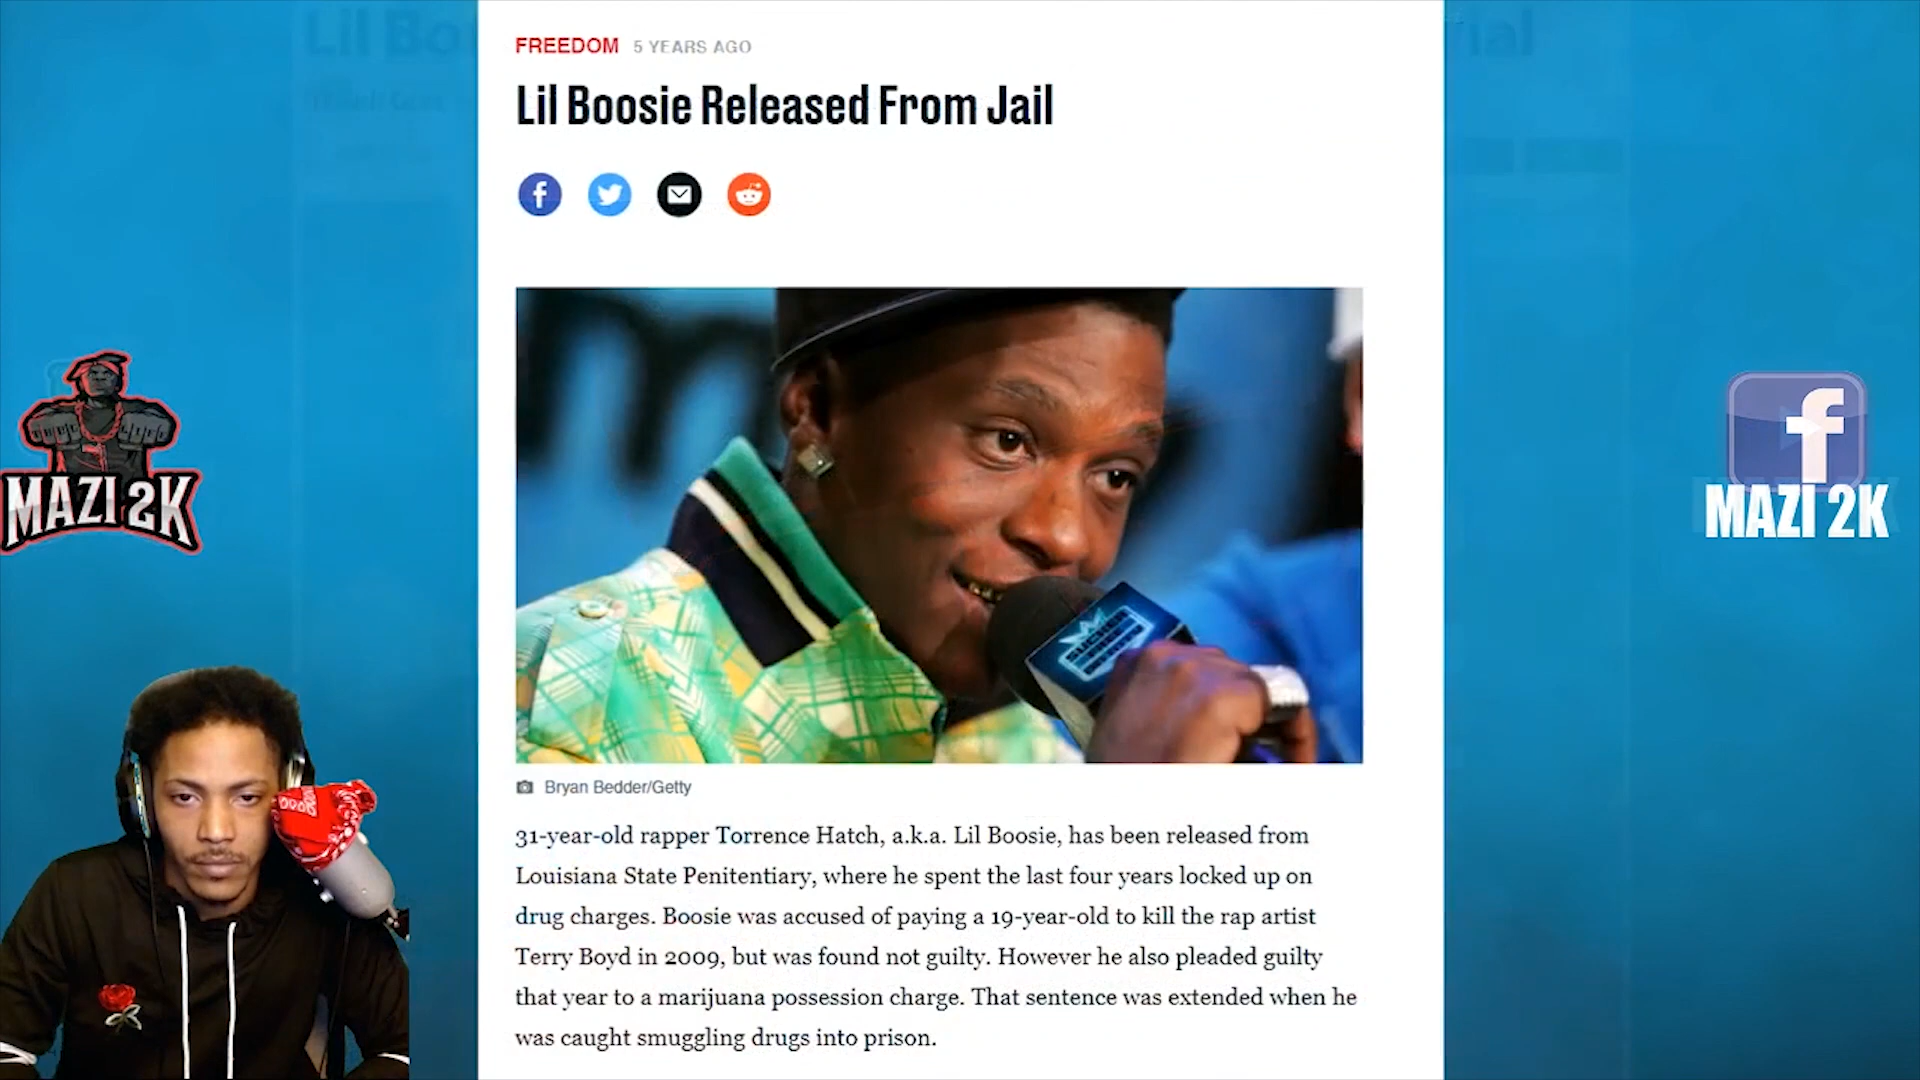 FREEDOM 5 YEARS AGO
Lil Boosie Released From Jail
MAZI 2K
MAZI 2K
Bryan Bedder/Getty
31-year-old rapper Torrence Hatch, a.k.a. Lil Boosie, has been released from
Louisiana State Penitentiary, where he spent the last four years locked up on
drug charges. Boosie was accused of paying a 19-year-old to kill the rap artist
Terry Boyd in 2009, but was found not guilty. However he also pleaded guilty
that year to a marijuana possession charge. That sentence was extended when he
was caught smuggling drugs into prison.